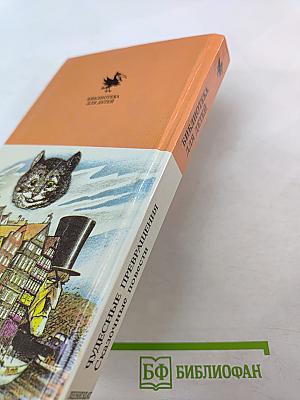 БИБЛИОТЕКА
ДЛЯ ДЕТЕЙ
БИБЛИОТЕКА
ДЛЯ ДЕТЕЙ
ЧУДЕСНЫЕ ПРЕВРАЩЕНИЯ
Сказочные повести
БФ БИБЛИОФАН